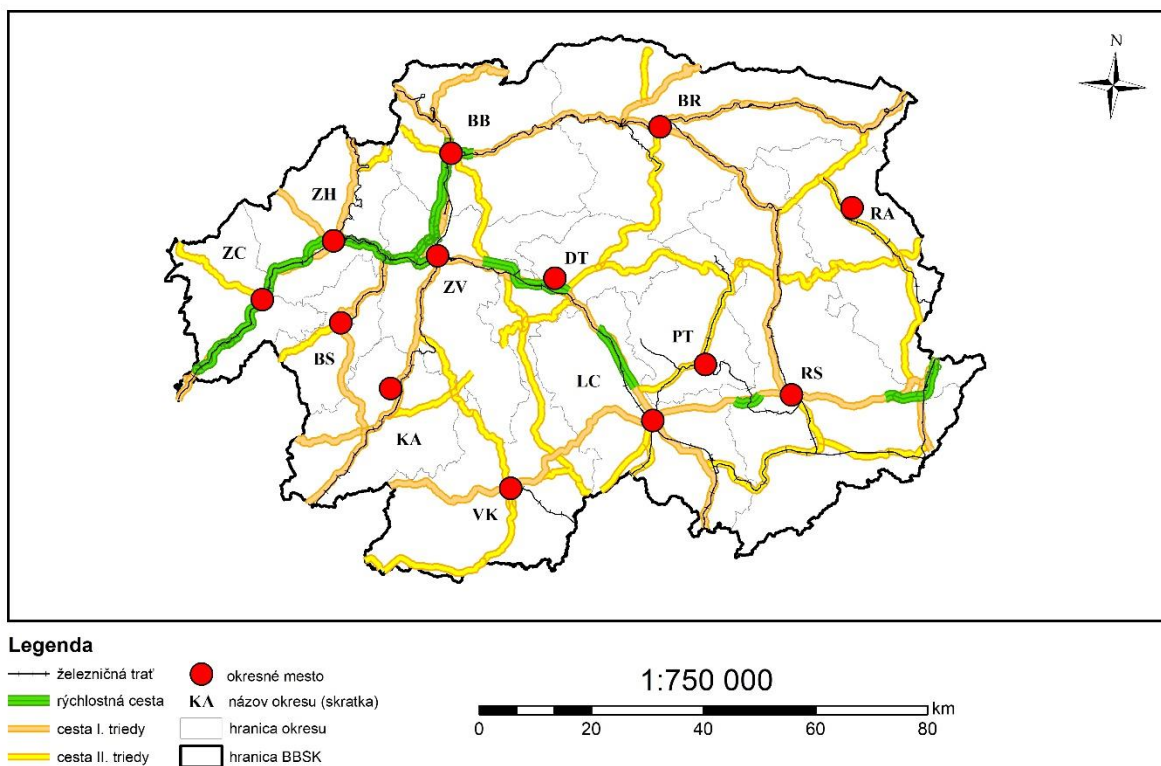 N
BB
BR
ZH
RA
ZC
DT
ZV
PT
BS
LC
RS
KA
VK
Legenda
železničná trať
okresné mesto
rýchlostná cesta
KA názov okresu (skratka)
cesta I. triedy
hranica okresu
cesta II. triedy
hranica BBSK
1:750 000
0 20 40 60 80 km